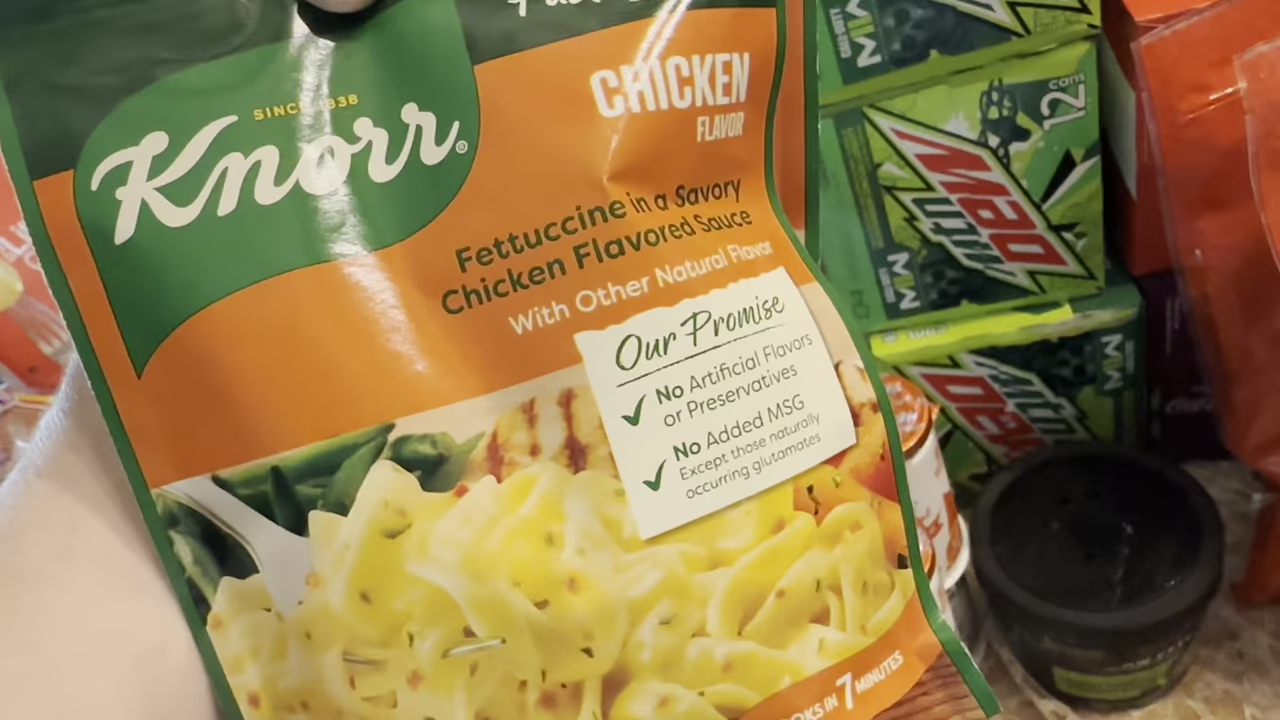 SINCE 1838
Knorr®
CHICKEN
FLAVOR
Fettuccine in a Savory
Chicken Flavored Sauce
With Other Natural Flavor
Our Promise
No Artificial Flavors
or Preservatives
No Added MSG
Except those naturally
occurring glutamates
7 MINUTES
IN
12
Mtn
Dew
Mtn
Dew